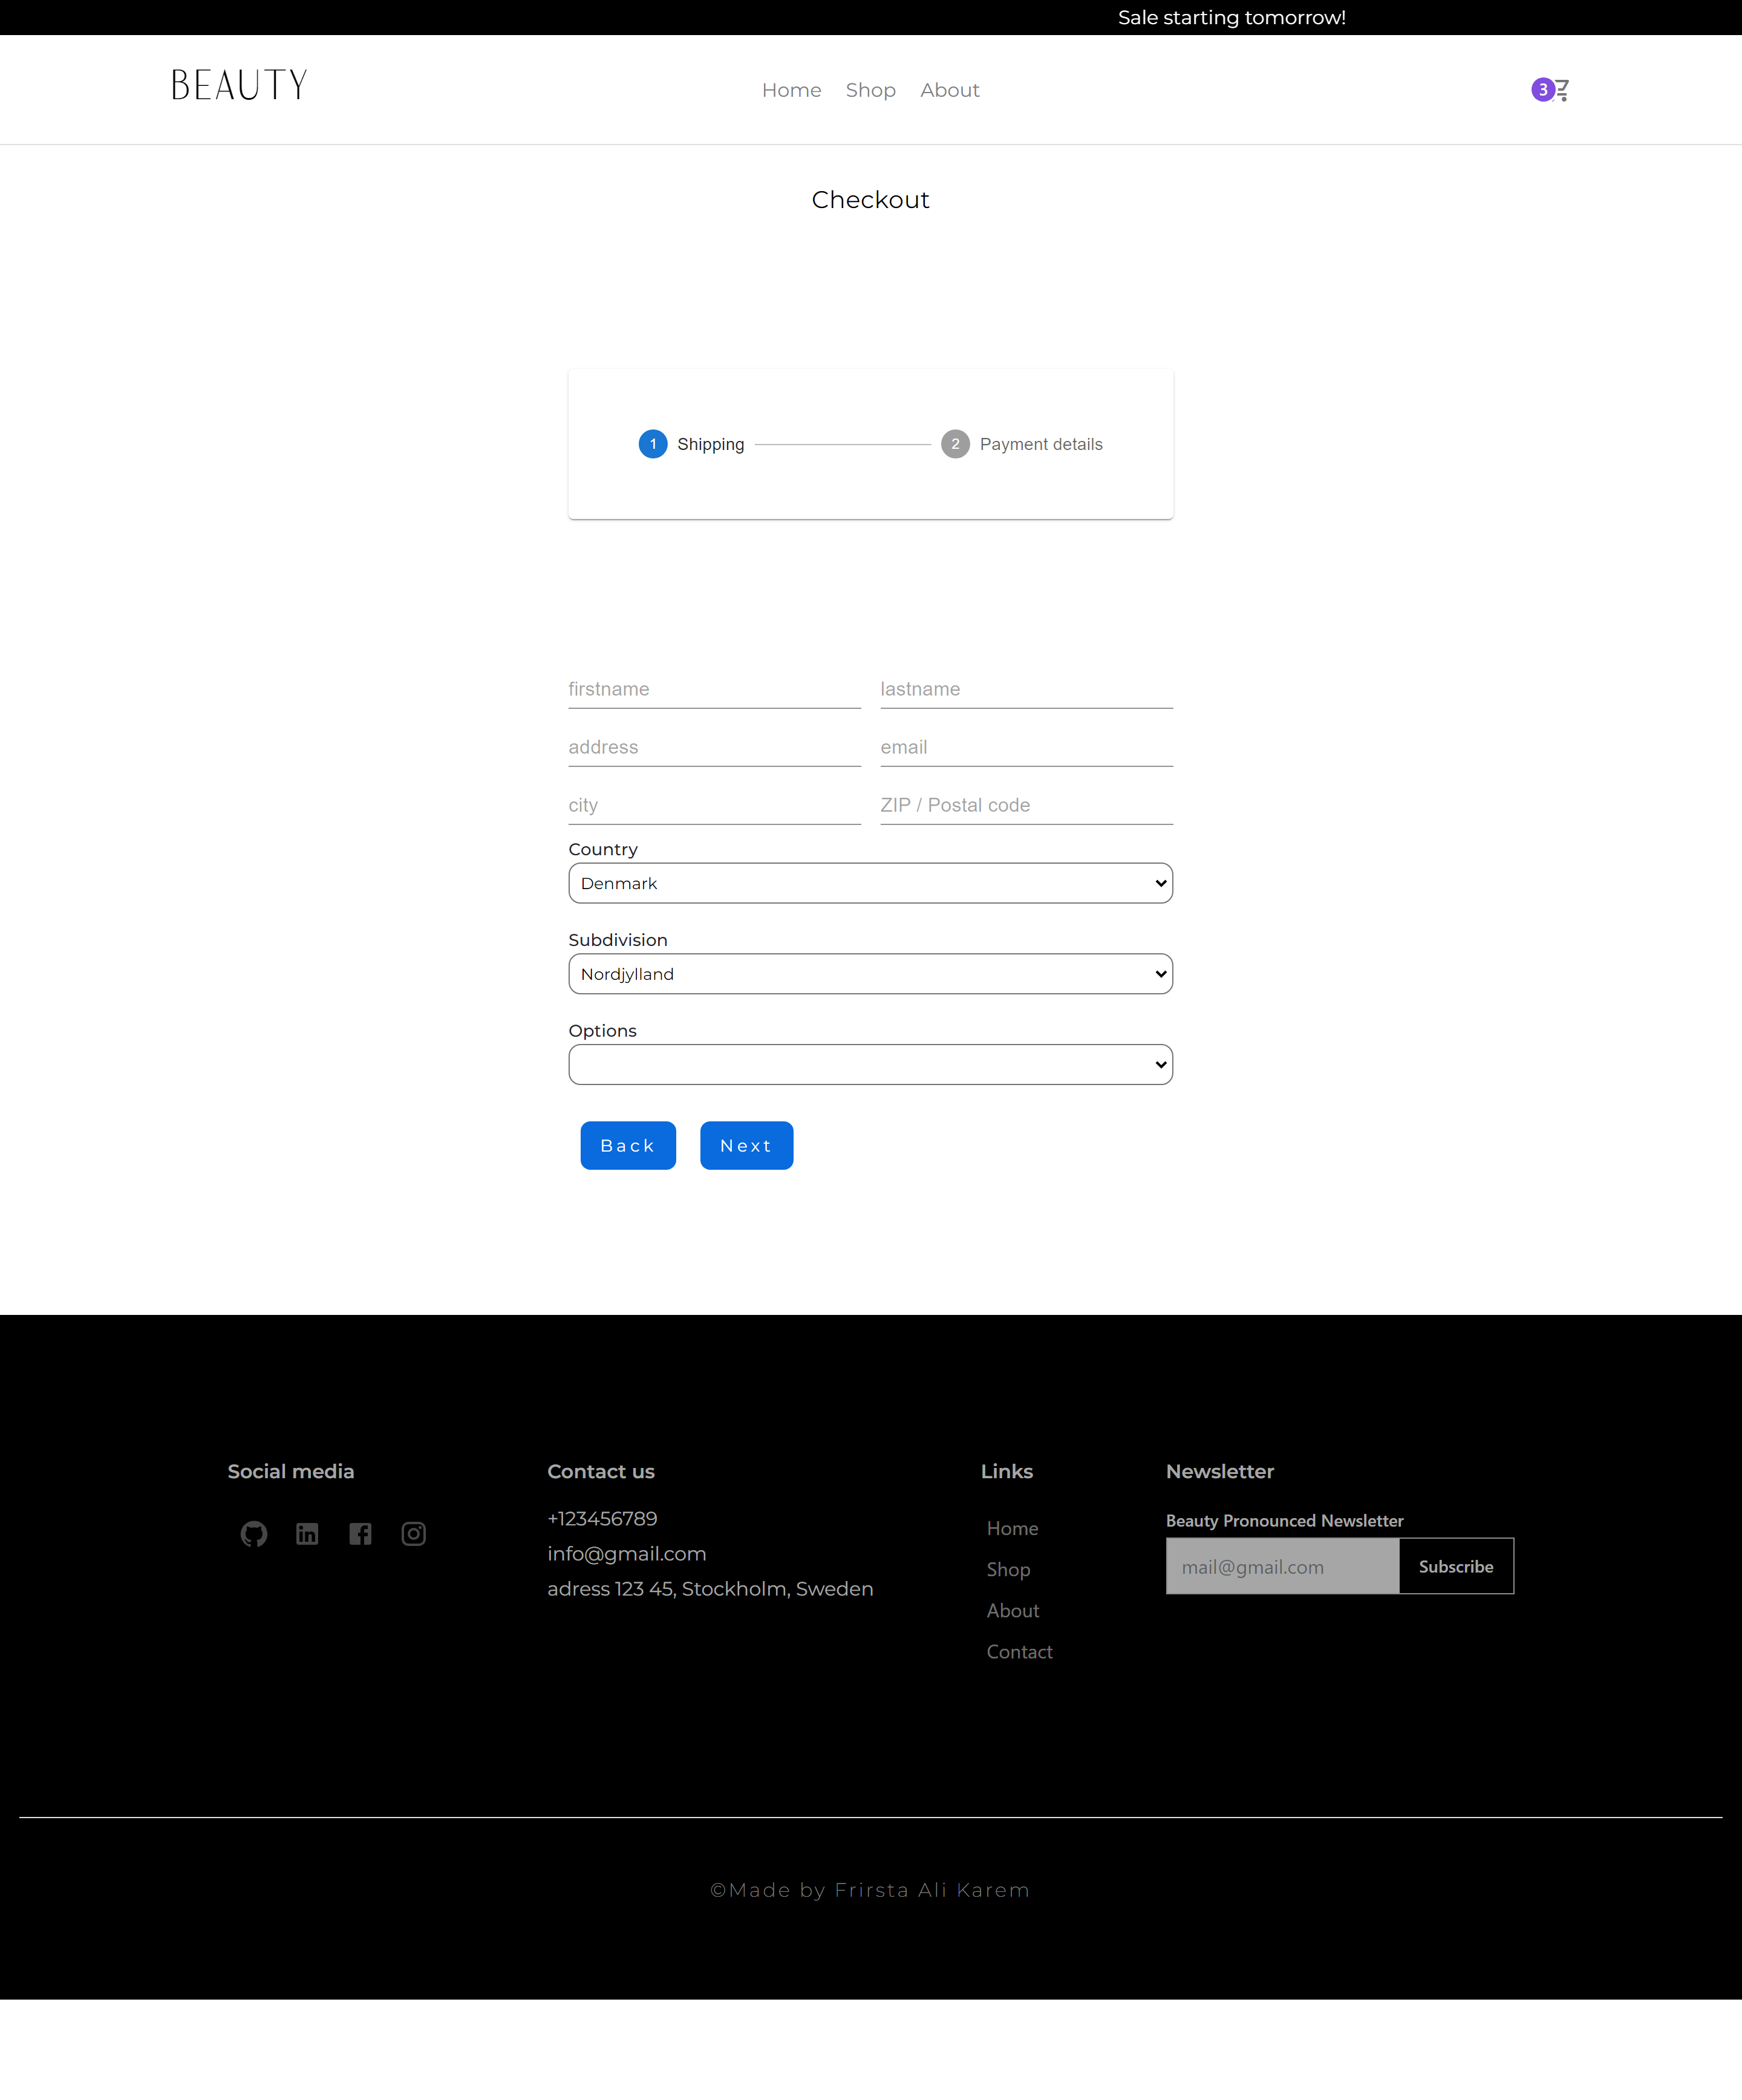 Sale starting tomorrow!
BEAUTY
Home Shop About
3
Checkout
1 Shipping 2 Payment details
firstname lastname
address email
city ZIP / Postal code
Country
Denmark
Subdivision
Nordjylland
Options
Back Next
Social media
Contact us
+123456789
info@gmail.com
adress 123 45, Stockholm, Sweden
Links
Home
Shop
About
Contact
Newsletter
Beauty Pronounced Newsletter
mail@gmail.com Subscribe
©Made by Frirsta Ali Karem